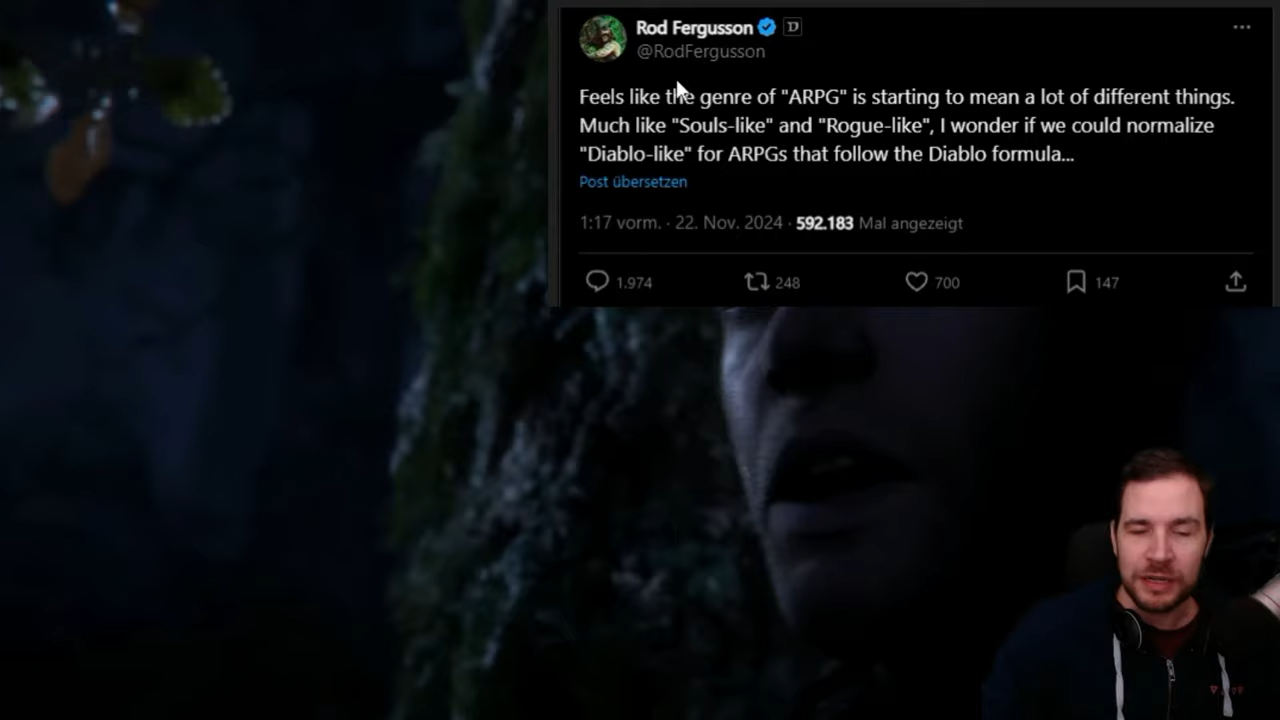 Rod Fergusson
@RodFergusson
Feels like the genre of "ARPG" is starting to mean a lot of different things.
Much like "Souls-like" and "Rogue-like", I wonder if we could normalize
"Diablo-like" for ARPGs that follow the Diablo formula...
Post übersetzen
1:17 vorm. · 22. Nov. 2024 · 592.183 Mal angezeigt
1.974 248 700 147